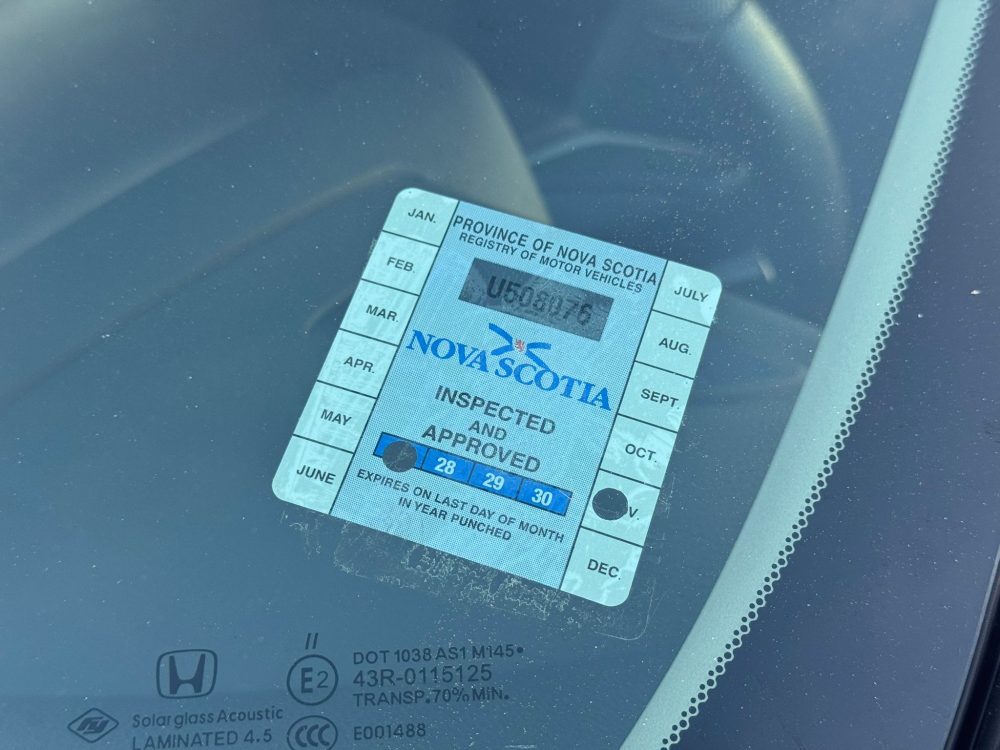 JAN.
FEB.
MAR.
APR.
MAY
JUNE
PROVINCE OF NOVA SCOTIA
REGISTRY OF MOTOR VEHICLES
U508076
NOVA SCOTIA
INSPECTED
AND
APPROVED
28 29 30
EXPIRES ON LAST DAY OF MONTH
IN YEAR PUNCHED
JULY
AUG.
SEPT.
OCT.
V.
DEC.
II
E2
DOT 1038 AS1 M145•
43R-0115125
TRANSP.70% MIN.
Solarglass Acoustic
LAMINATED 4.5
CCC
E001488